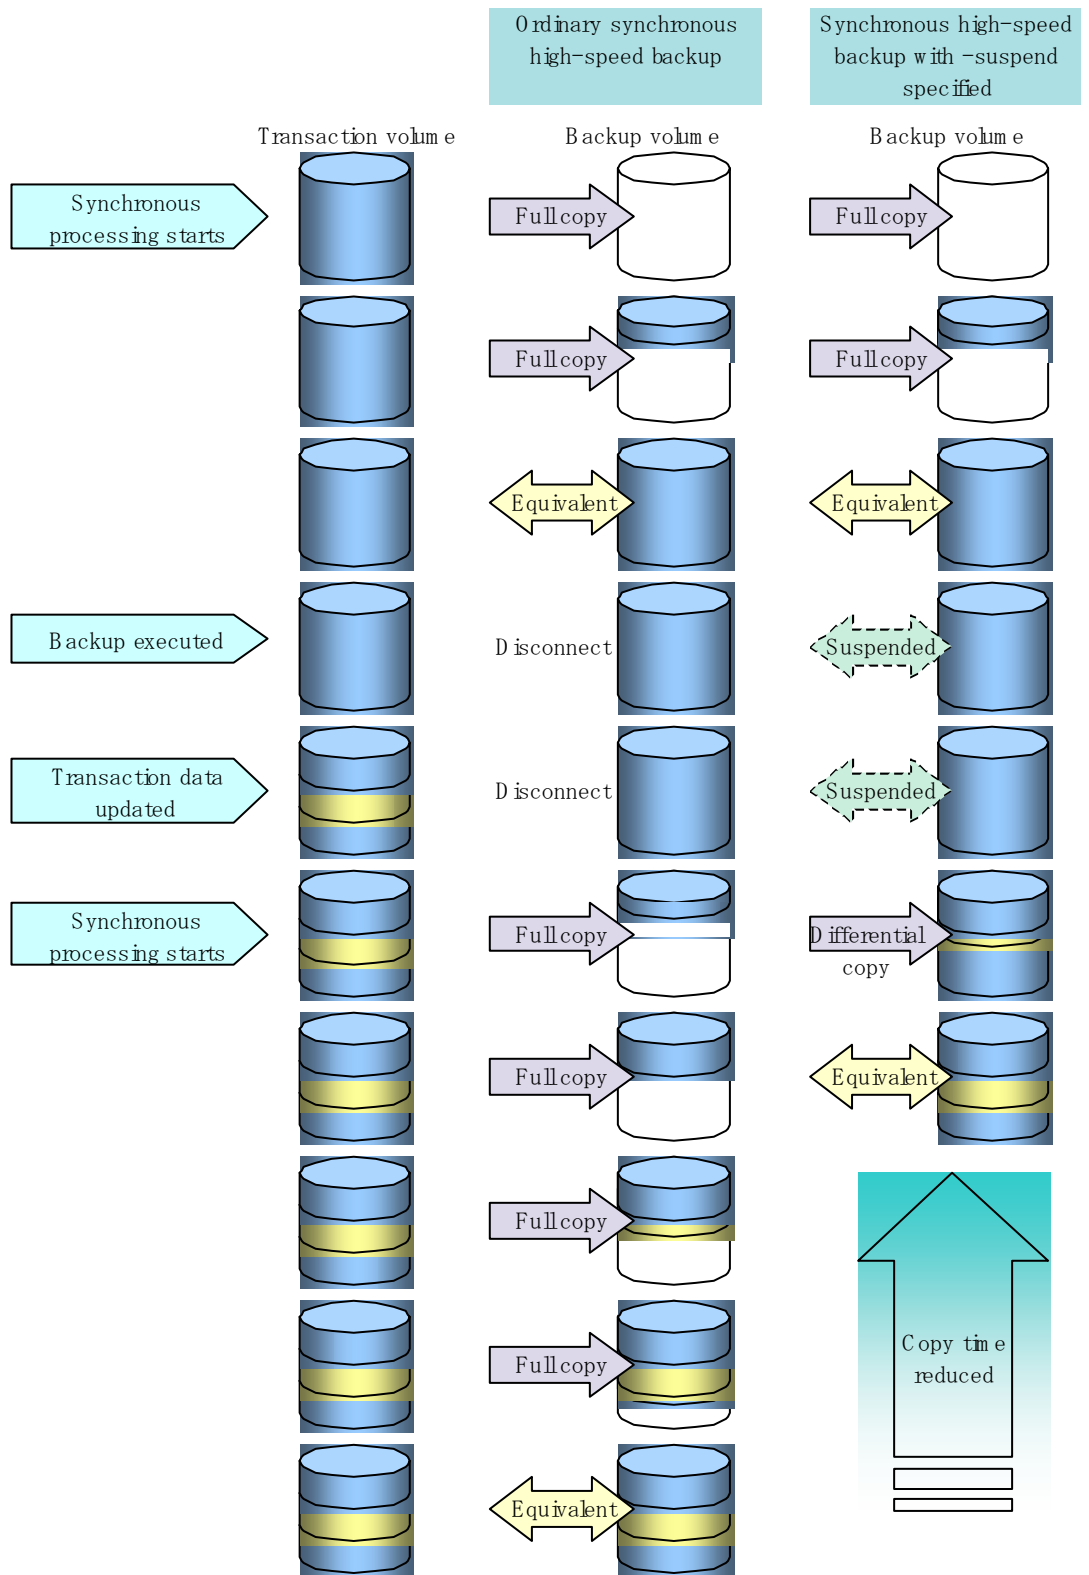 Ordinary synchronous
high-speed backup
Synchronous high-speed
backup with -suspend
specified
Transaction volume
Backup volume
Backup volume
Synchronous
processing starts
Full copy
Full copy
Full copy
Full copy
Equivalent
Equivalent
Backup executed
Disconnect
Suspended
Transaction data
updated
Disconnect
Suspended
Synchronous
processing starts
Full copy
Differential
copy
Full copy
Equivalent
Full copy
Full copy
Copy time
reduced
Equivalent